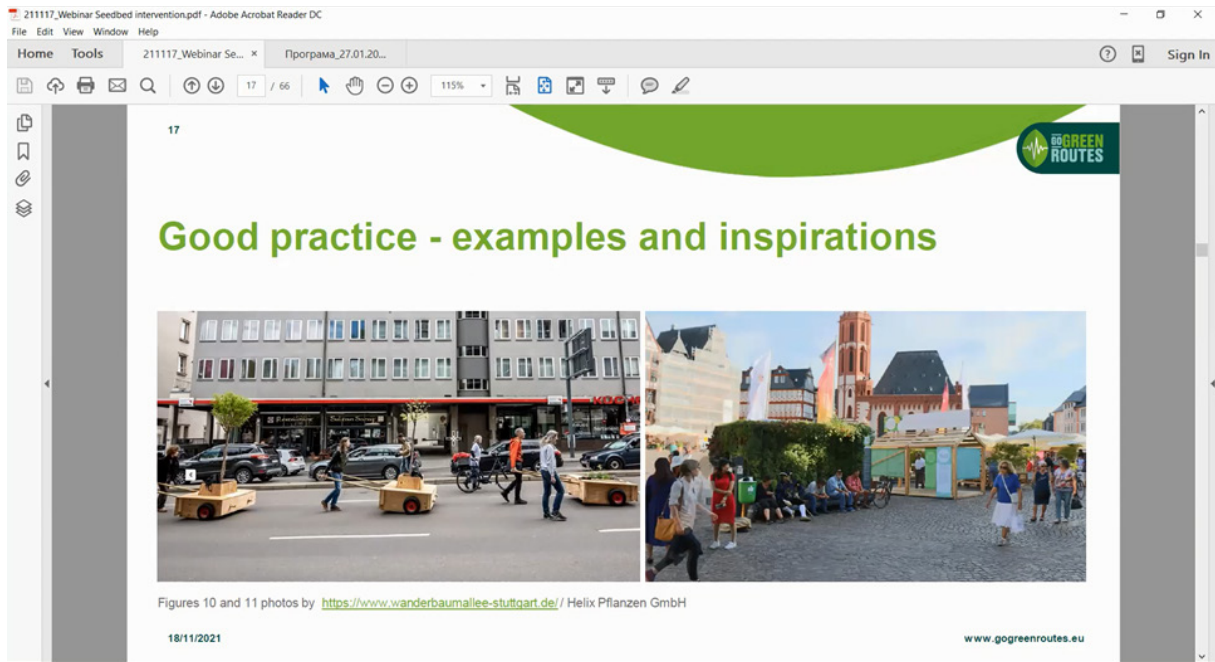 211117_Webinar Seedbed intervention.pdf - Adobe Acrobat Reader DC
File Edit View Window Help
Home Tools 211117_Webinar Se... × Програма_27.01.20...
Sign In
17 / 66
115%
17
GOGREEN
ROUTES
Good practice - examples and inspirations
Figures 10 and 11 photos by https://www.wanderbaumallee-stuttgart.de/ / Helix Pflanzen GmbH
18/11/2021
www.gogreenroutes.eu